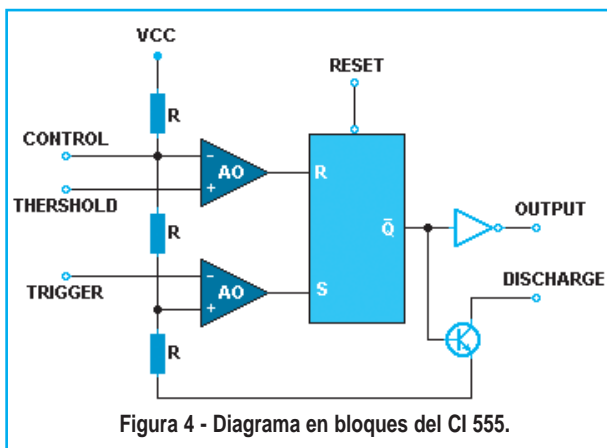 VCC
RESET
R
CONTROL
-
AO
+
R
THERSHOLD
R
Q̄
OUTPUT
-
AO
+
S
TRIGGER
DISCHARGE
R
Figura 4 - Diagrama en bloques del CI 555.